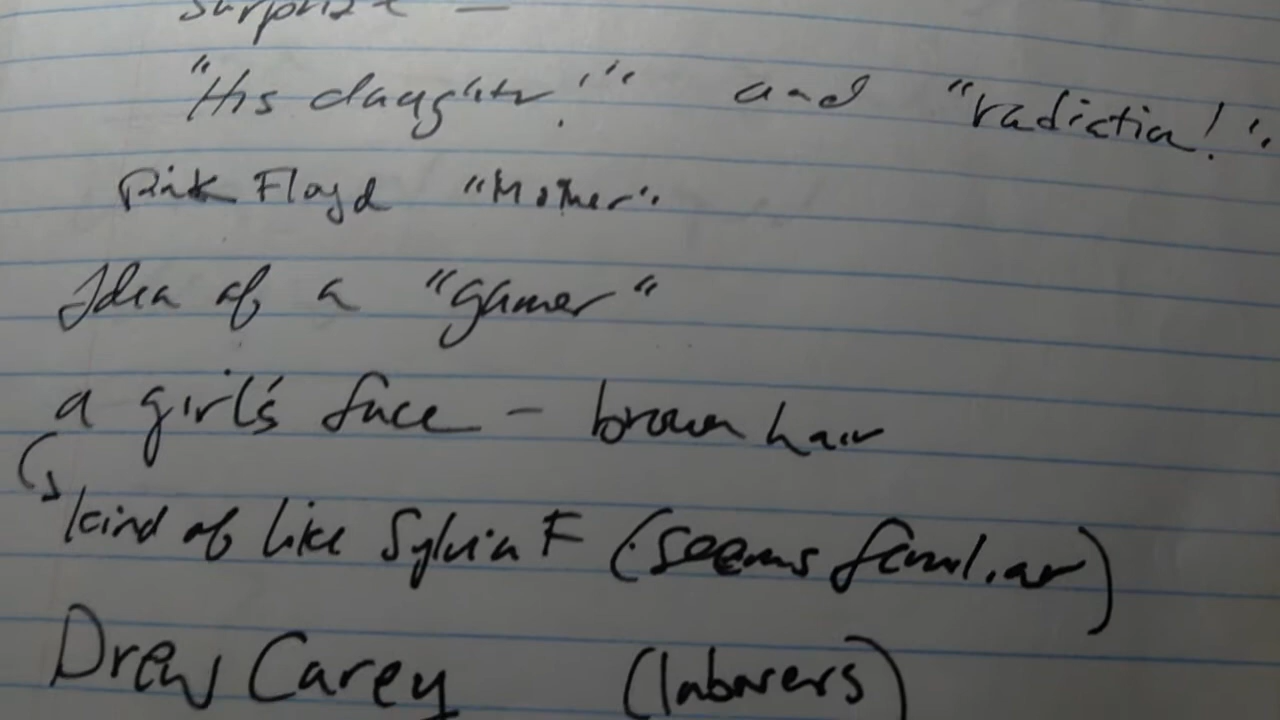 surprise —
"His daughter!" and "radiation!".
Pink Floyd "Mother".
Idea of a "gamer"
a girl's face - brown hair
kind of like Sylvia F (seems familiar)
Drew Carey (laborers)